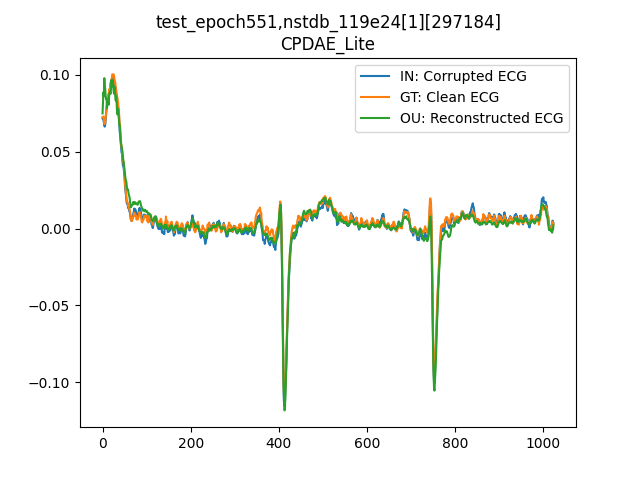 test_epoch551,nstdb_119e24[1][297184]
CPDAE_Lite
IN: Corrupted ECG
GT: Clean ECG
OU: Reconstructed ECG
0.10
0.05
0.00
−0.05
−0.10
0 200 400 600 800 1000